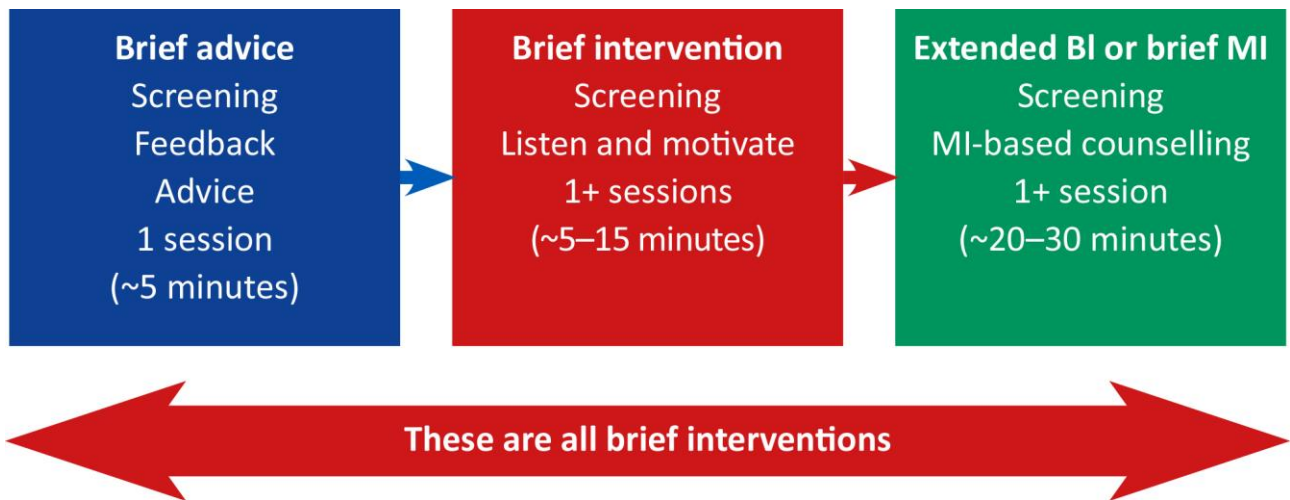 Brief advice
Screening
Feedback
Advice
1 session
(~5 minutes)
Brief intervention
Screening
Listen and motivate
1+ sessions
(~5–15 minutes)
Extended Bl or brief MI
Screening
MI-based counselling
1+ session
(~20–30 minutes)
These are all brief interventions